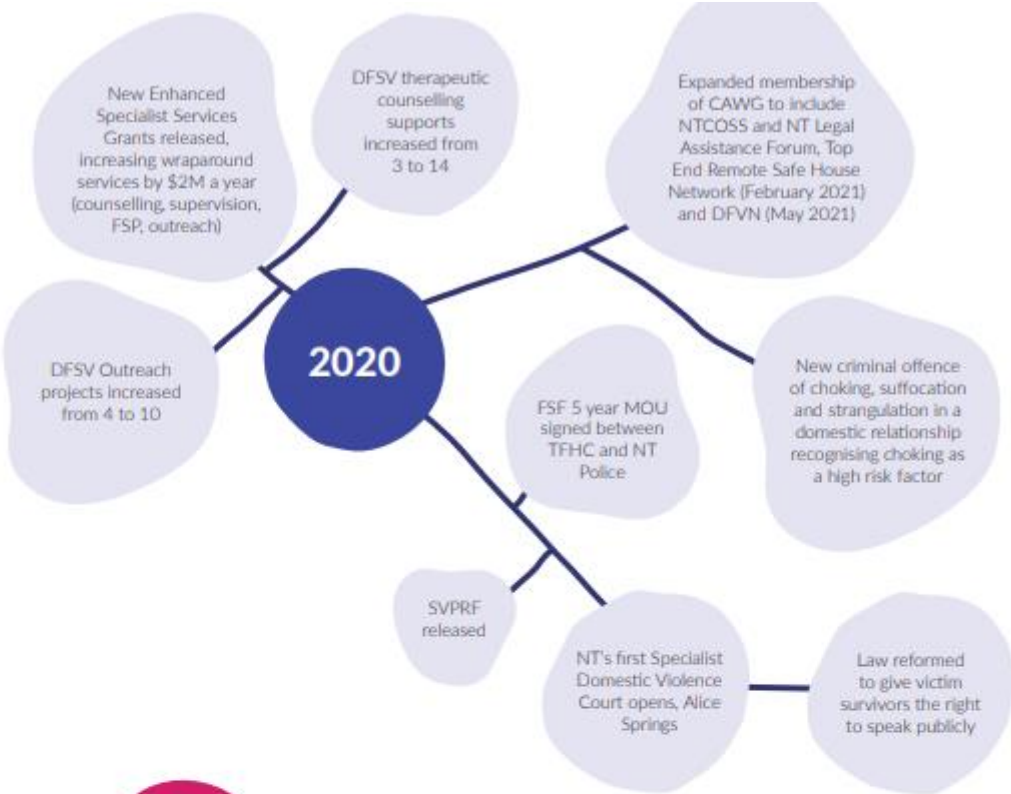 New Enhanced
Specialist Services
Grants released,
increasing wraparound
services by $2M a year
(counselling, supervision,
FSP, outreach)
DFSV therapeutic
counselling
supports
increased from
3 to 14
Expanded membership
of CAWG to include
NTCOSS and NT Legal
Assistance Forum, Top
End Remote Safe House
Network (February 2021)
and DFVN (May 2021)
DFSV Outreach
projects increased
from 4 to 10
2020
FSF 5 year MOU
signed between
TFHC and NT
Police
New criminal offence
of choking, suffocation
and strangulation in a
domestic relationship
recognising choking as
a high risk factor
SVPRF
released
NT's first Specialist
Domestic Violence
Court opens, Alice
Springs
Law reformed
to give victim
survivors the right
to speak publicly